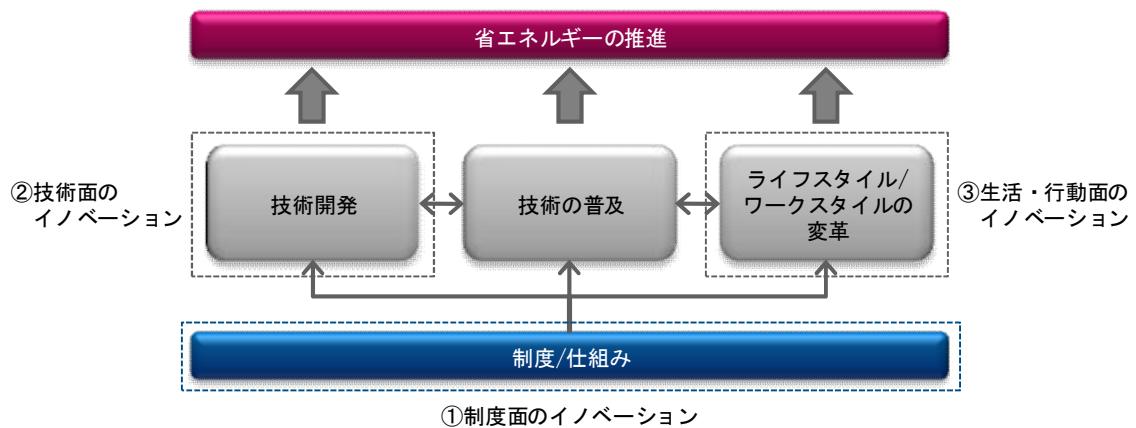 省エネルギーの推進
②技術面の
イノベーション
技術開発
技術の普及
ライフスタイル/
ワークスタイルの
変革
③生活・行動面の
イノベーション
制度/仕組み
①制度面のイノベーション